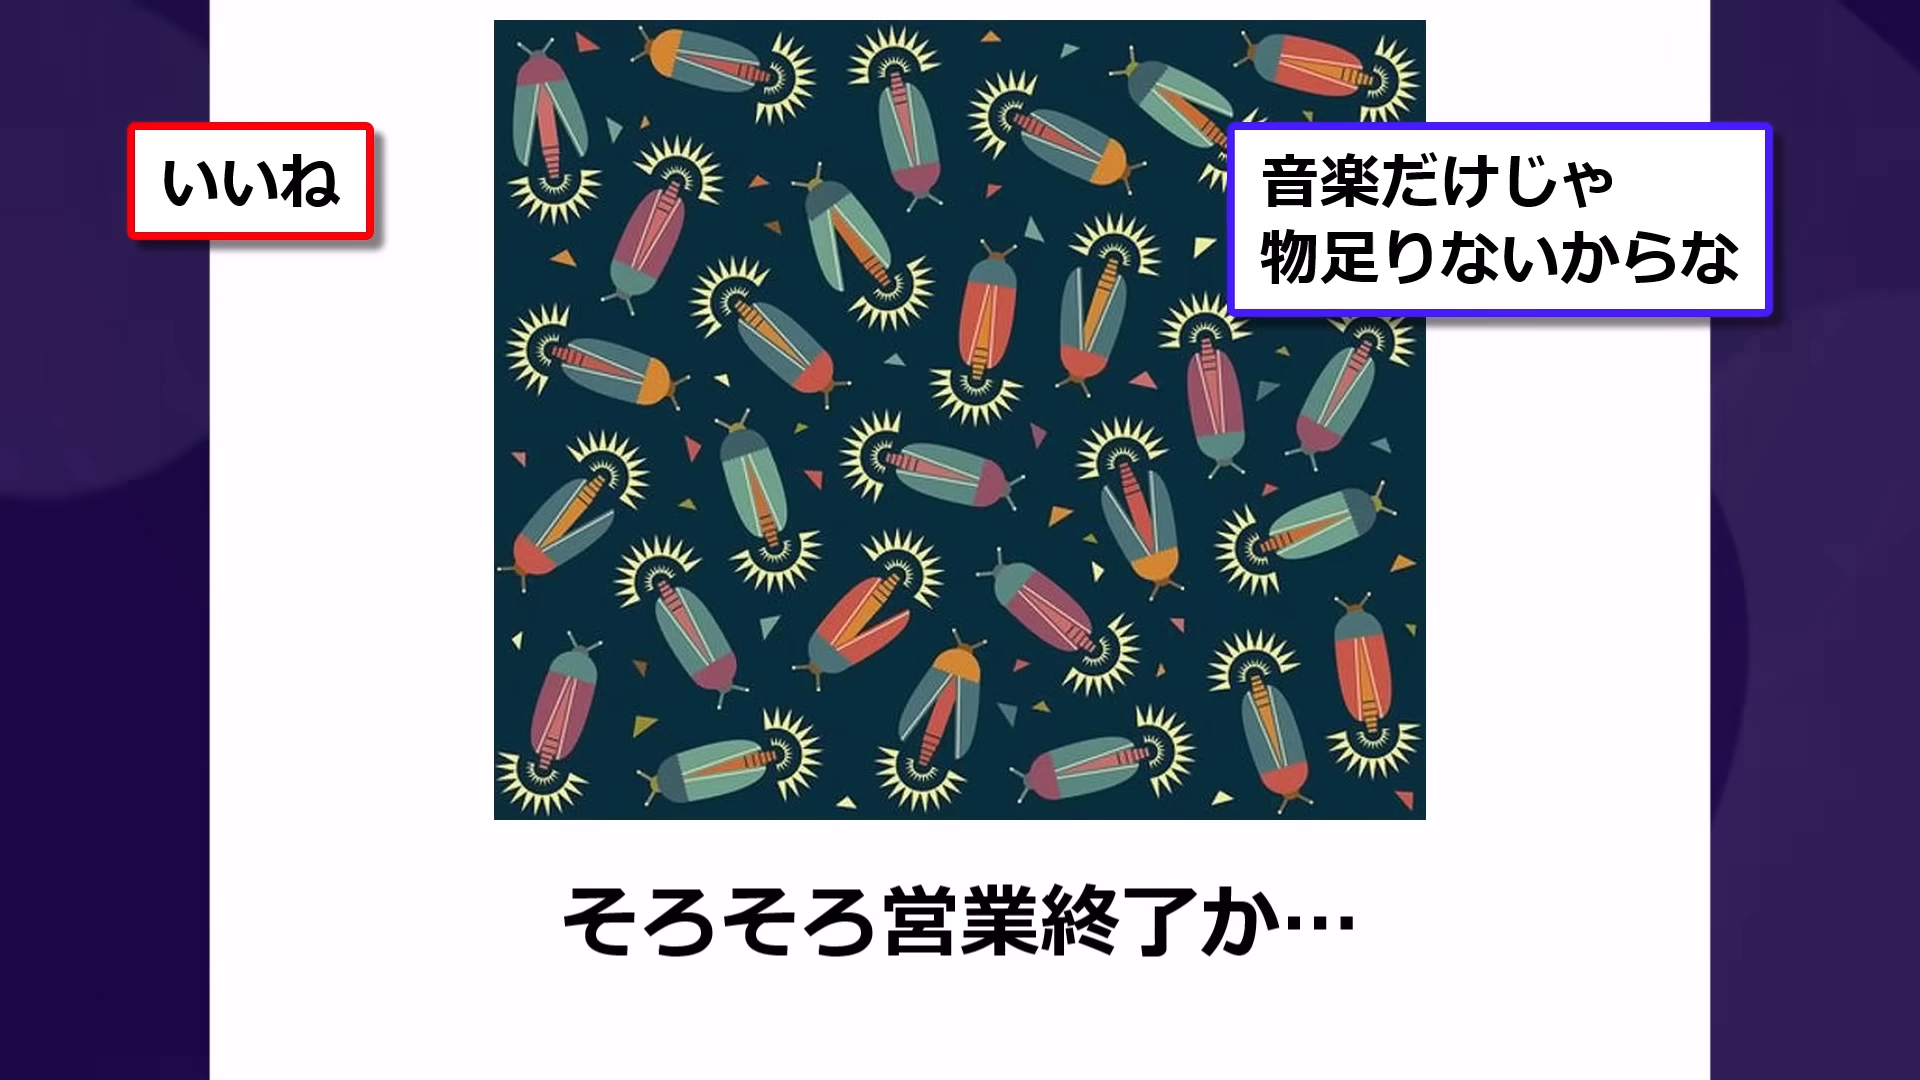 いいね
音楽だけじゃ
物足りないからな
そろそろ営業終了か…